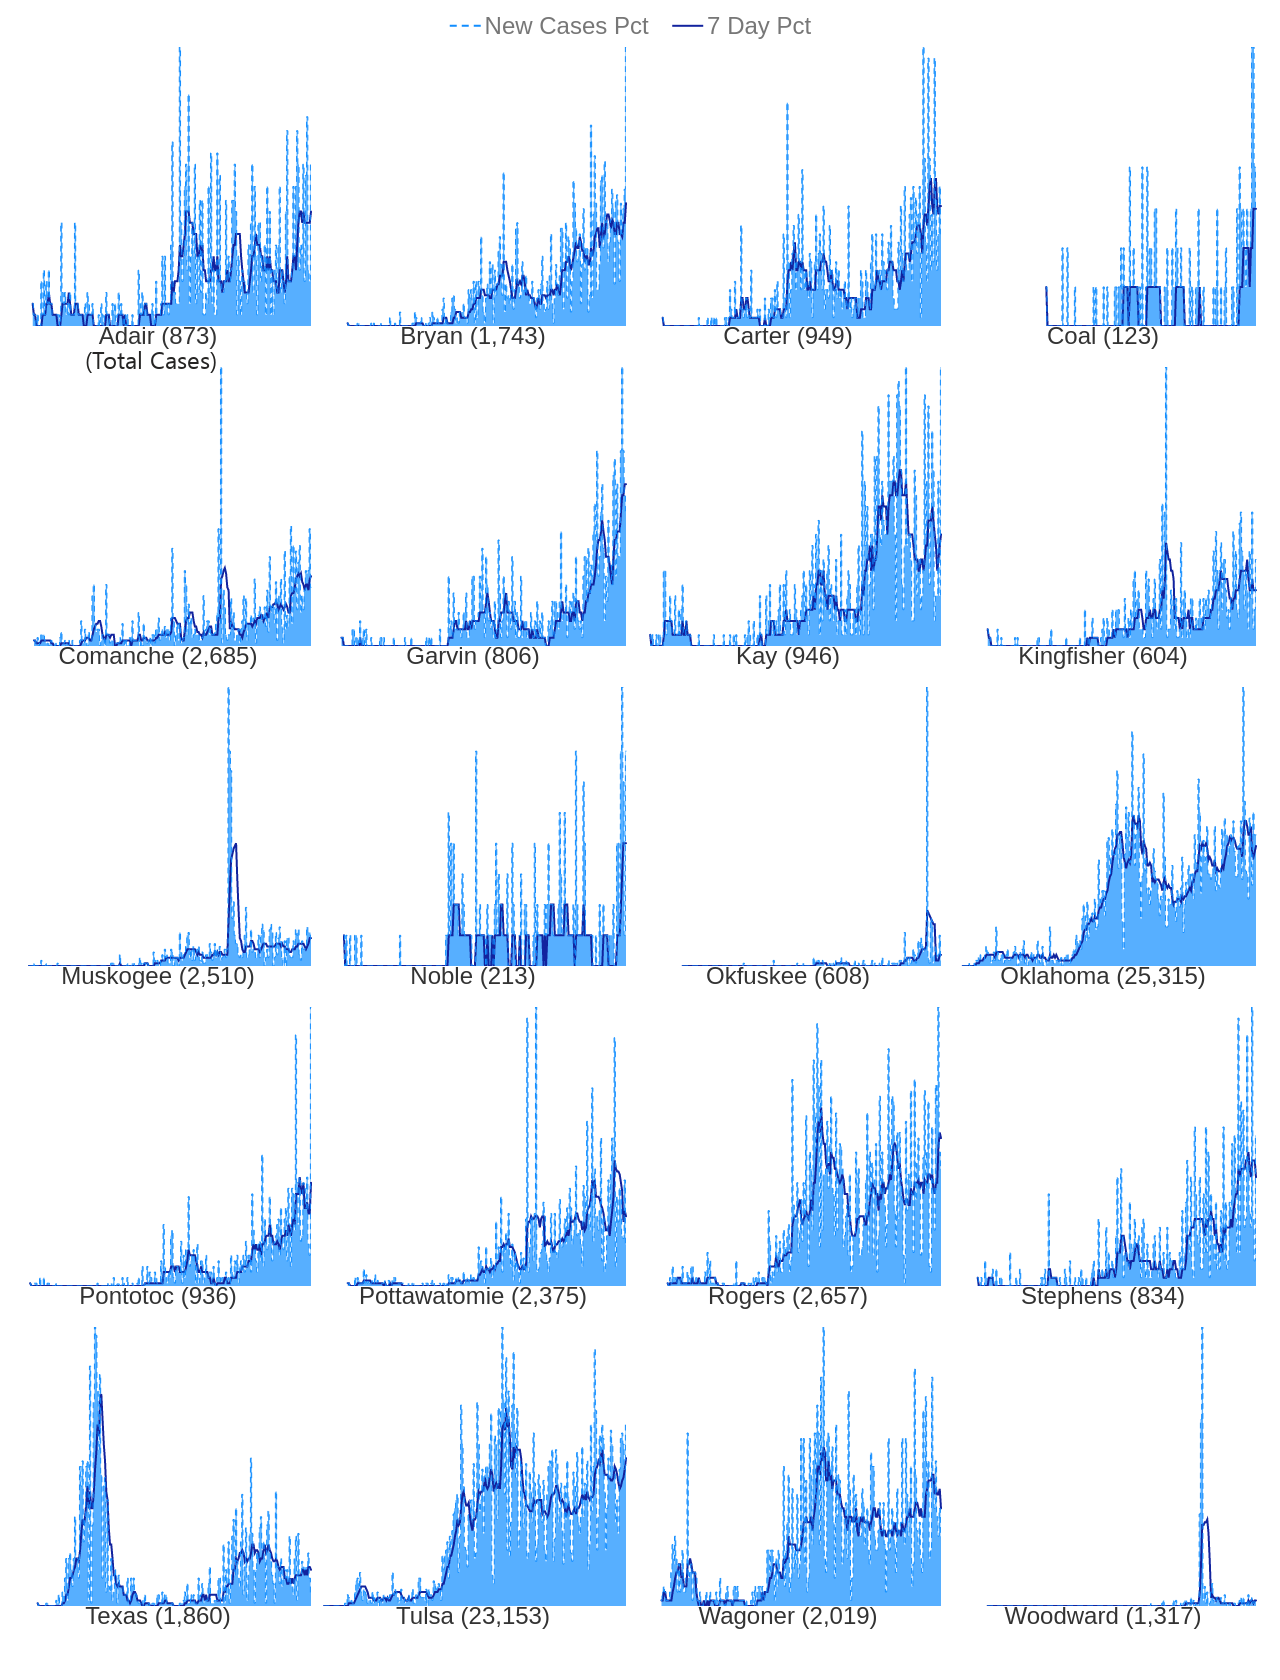 New Cases Pct 7 Day Pct
Adair (873) Bryan (1,743) Carter (949) Coal (123)
(Total Cases)
Comanche (2,685) Garvin (806) Kay (946) Kingfisher (604)
Muskogee (2,510) Noble (213) Okfuskee (608) Oklahoma (25,315)
Pontotoc (936) Pottawatomie (2,375) Rogers (2,657) Stephens (834)
Texas (1,860) Tulsa (23,153) Wagoner (2,019) Woodward (1,317)